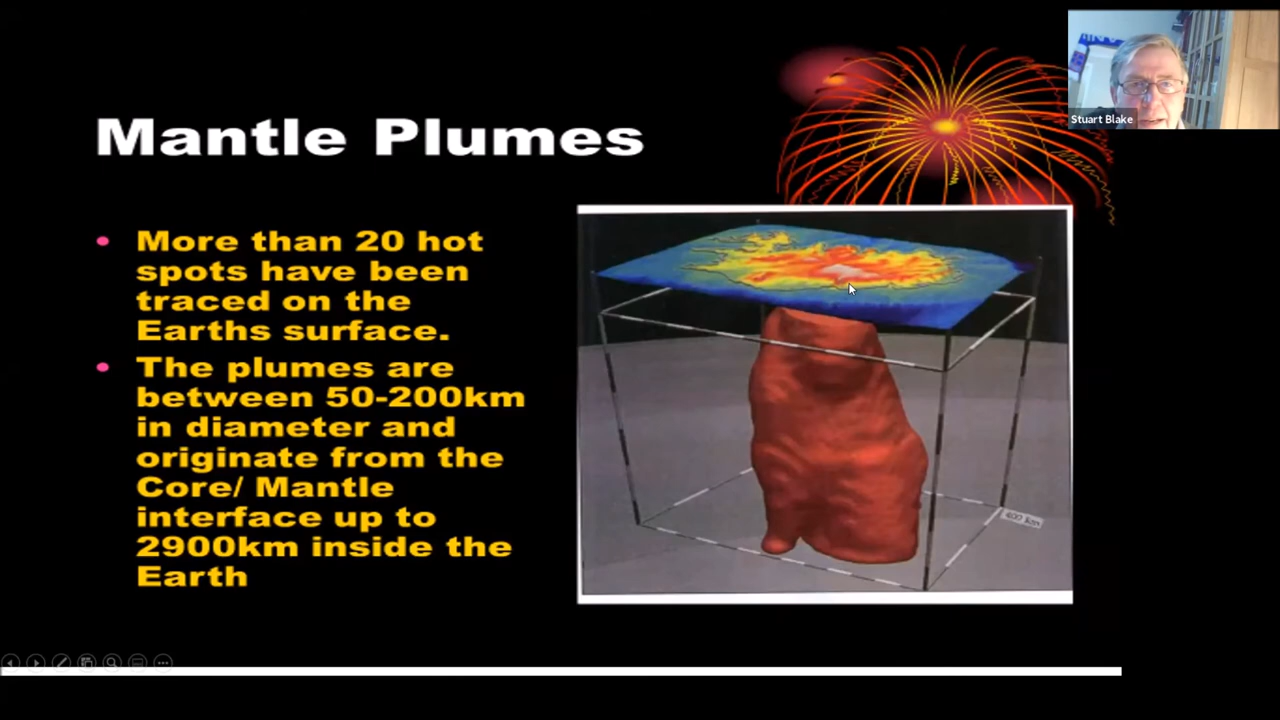 Stuart Blake
Mantle Plumes
• More than 20 hot
spots have been
traced on the
Earths surface.
• The plumes are
between 50-200km
in diameter and
originate from the
Core/ Mantle
interface up to
2900km inside the
Earth